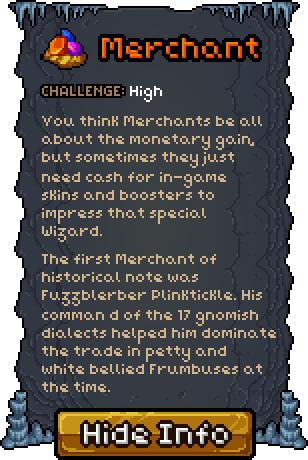 Merchant
CHALLENGE: High
You think Merchants be all
about the monetary gain,
but sometimes they just
need cash for in-game
skins and boosters to
impress that special
Wizard.
The first Merchant of
historical note was
Fuzzblerber Plinktickle. His
comman d of the 17 gnomish
dialects helped him dominate
the trade in petty and
white bellied Frumbuses at
the time.
Hide Info